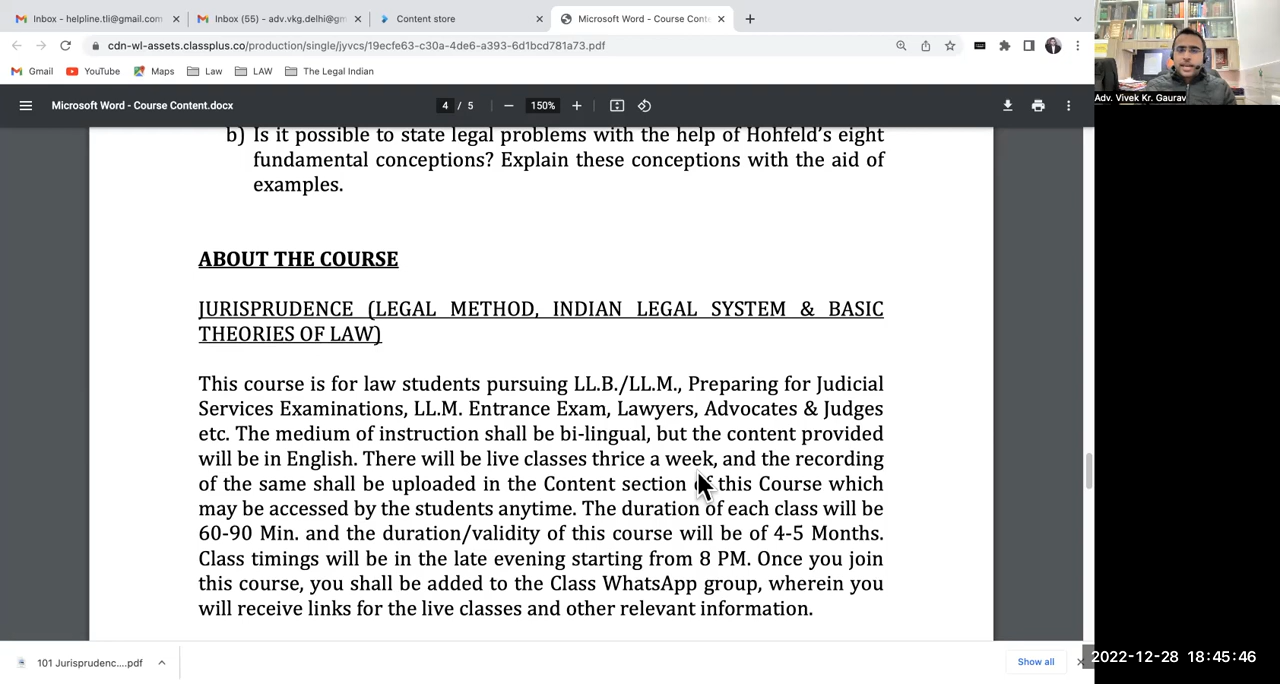 Inbox - helpline.tli@gmail.com
Inbox (55) - adv.vkg.delhi@gm
Content store
Microsoft Word - Course Conte
cdn-wl-assets.classplus.co/production/single/jyvcs/19ecfe63-c30a-4de6-a393-6d1bcd781a73.pdf
Gmail
YouTube
Maps
Law
LAW
The Legal Indian
Adv. Vivek Kr. Gaurav
Microsoft Word - Course Content.docx
4 / 5
150%
b) Is it possible to state legal problems with the help of Hohfeld's eight
fundamental conceptions? Explain these conceptions with the aid of
examples.
ABOUT THE COURSE
JURISPRUDENCE (LEGAL METHOD, INDIAN LEGAL SYSTEM & BASIC
THEORIES OF LAW)
This course is for law students pursuing LL.B./LL.M., Preparing for Judicial
Services Examinations, LL.M. Entrance Exam, Lawyers, Advocates & Judges
etc. The medium of instruction shall be bi-lingual, but the content provided
will be in English. There will be live classes thrice a week, and the recording
of the same shall be uploaded in the Content section of this Course which
may be accessed by the students anytime. The duration of each class will be
60-90 Min. and the duration/validity of this course will be of 4-5 Months.
Class timings will be in the late evening starting from 8 PM. Once you join
this course, you shall be added to the Class WhatsApp group, wherein you
will receive links for the live classes and other relevant information.
101 Jurisprudenc....pdf
Show all
2022-12-28 18:45:46